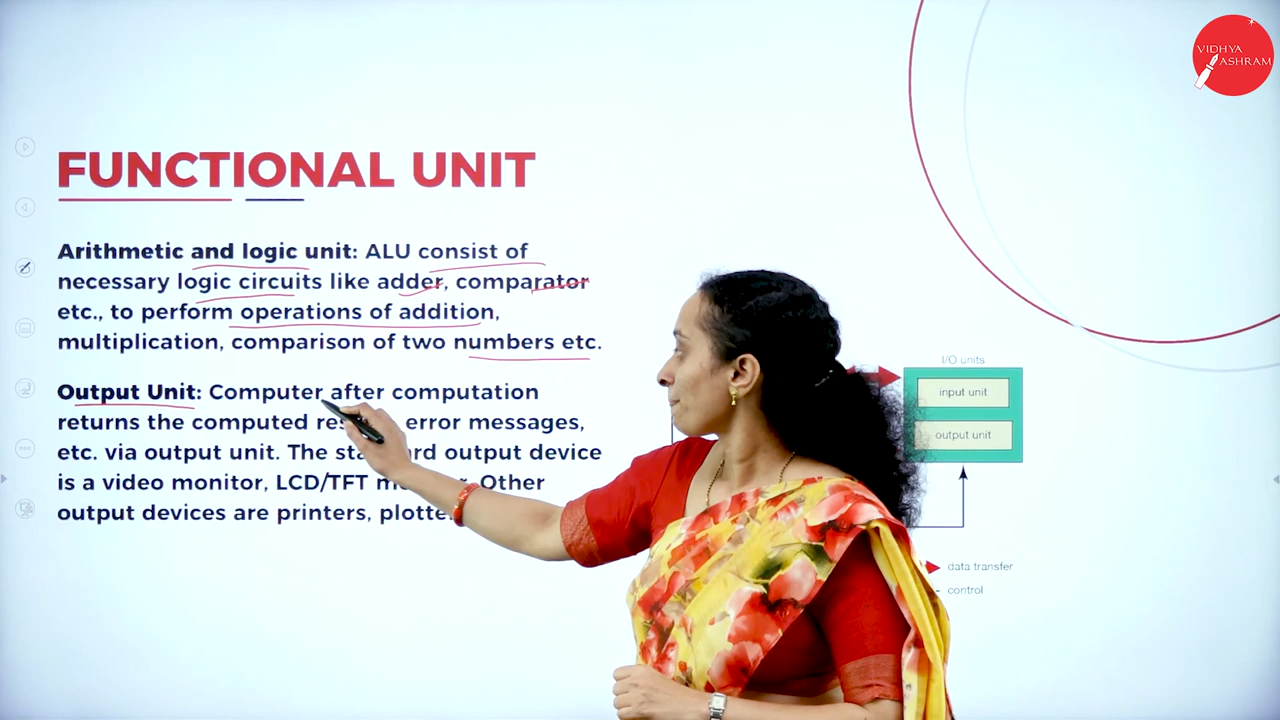 VIDHYA
ASHRAM
FUNCTIONAL UNIT
Arithmetic and logic unit: ALU consist of
necessary logic circuits like adder, comparator
etc., to perform operations of addition,
multiplication, comparison of two numbers etc.
Output Unit: Computer after computation
returns the computed error messages,
etc. via output unit. The output device
is a video monitor, LCD/TFT Other
output devices are printers,
I/O units
input unit
output unit
data transfer
control